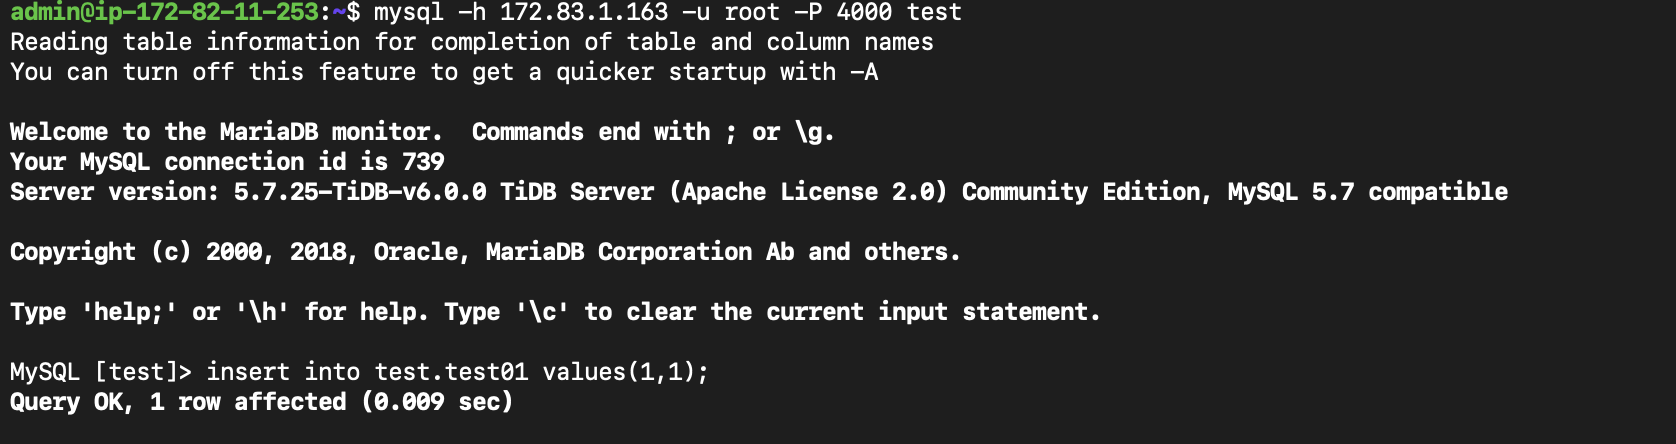 admin@ip-172-82-11-253:~$ mysql -h 172.83.1.163 -u root -P 4000 test
Reading table information for completion of table and column names
You can turn off this feature to get a quicker startup with -A
Welcome to the MariaDB monitor.  Commands end with ; or \g.
Your MySQL connection id is 739
Server version: 5.7.25-TiDB-v6.0.0 TiDB Server (Apache License 2.0) Community Edition, MySQL 5.7 compatible
Copyright (c) 2000, 2018, Oracle, MariaDB Corporation Ab and others.
Type 'help;' or '\h' for help. Type '\c' to clear the current input statement.
MySQL [test]> insert into test.test01 values(1,1);
Query OK, 1 row affected (0.009 sec)